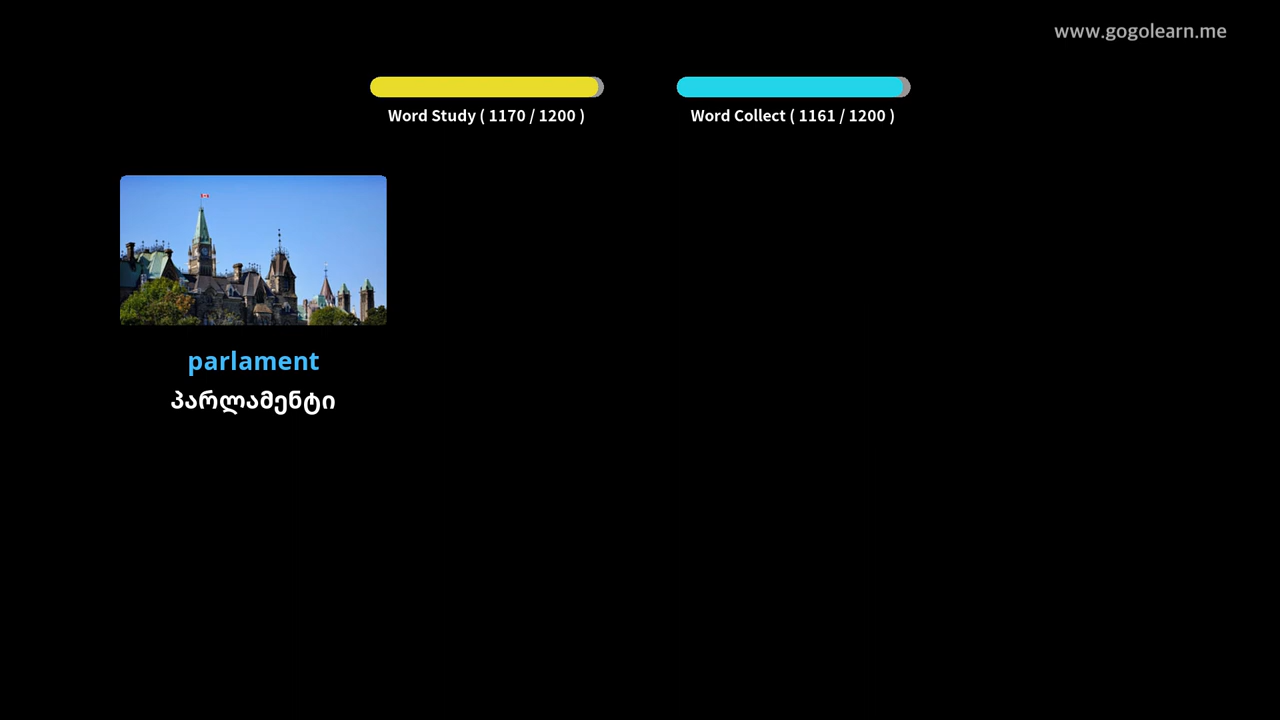 www.gogolearn.me
Word Study ( 1170 / 1200 )
Word Collect ( 1161 / 1200 )
parlament
პარლამენტი